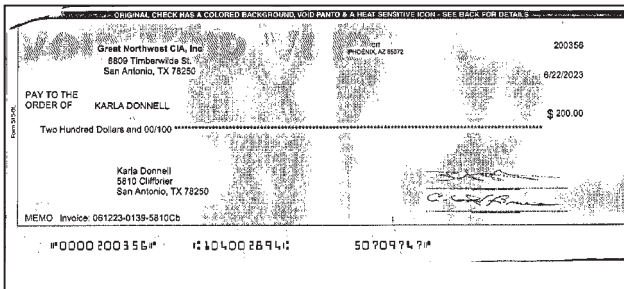 ORIGINAL CHECK HAS A COLORED BACKGROUND, VOID PANTO & A HEAT SENSITIVE ICON - SEE BACK FOR DETAILS
VOID
Great Northwest CIA, Inc
8809 Timberwilde St.
San Antonio, TX 78250
CIT
PHOENIX, AZ 85072
200356
6/22/2023
PAY TO THE
ORDER OF KARLA DONNELL
$ 200.00
Two Hundred Dollars and 00/100
Karla Donnell
5810 Cliffbrier
San Antonio, TX 78250
MEMO Invoice: 061223-0139-5810Cb
⑈0000200356⑈ ⑆104002894⑆ 50709747⑈